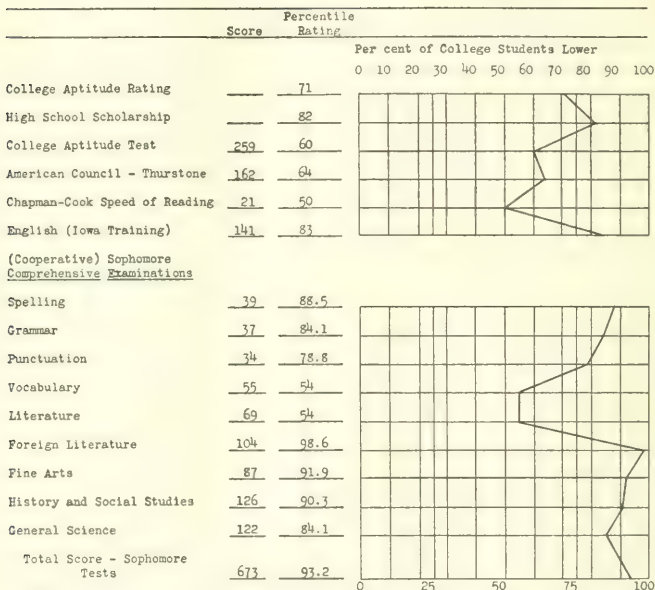 Percentile
Score Rating
Per cent of College Students Lower
0 10 20 30 40 50 60 70 80 90 100
College Aptitude Rating 71
High School Scholarship 82
College Aptitude Test 259 60
American Council - Thurstone 162 64
Chapman-Cook Speed of Reading 21 50
English (Iowa Training) 141 83
(Cooperative) Sophomore
Comprehensive Examinations
Spelling 39 88.5
Grammar 37 84.1
Punctuation 34 78.8
Vocabulary 55 54
Literature 69 54
Foreign Literature 104 98.6
Fine Arts 87 91.9
History and Social Studies 126 90.3
General Science 122 84.1
Total Score - Sophomore
Tests 673 93.2
0 25 50 75 100